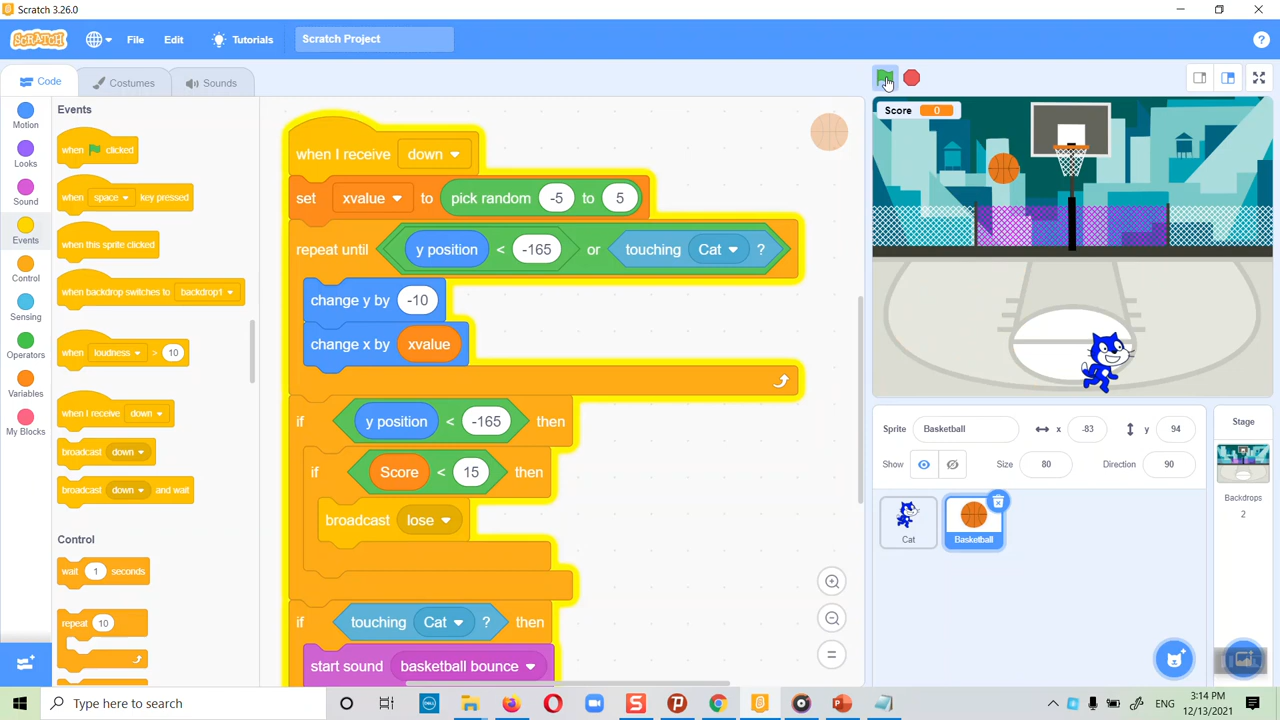 Scratch 3.26.0
SCRATCH File Edit Tutorials Scratch Project
Code Costumes Sounds
Motion
Looks
Sound
Events
Control
Sensing
Operators
Variables
My Blocks
Events
when clicked
when space key pressed
when this sprite clicked
when backdrop switches to backdrop1
when loudness > 10
when I receive down
broadcast down
broadcast down and wait
Control
wait 1 seconds
repeat 10
when I receive down
set xvalue to pick random -5 to 5
repeat until y position < -165 or touching Cat ?
change y by -10
change x by xvalue
if y position < -165 then
if Score < 15 then
broadcast lose
if touching Cat ? then
start sound basketball bounce
Score 0
Sprite Basketball x -83 y 94
Show Size 80 Direction 90
Cat
Basketball
Stage
Backdrops
2
Type here to search
ENG
3:14 PM
12/13/2021